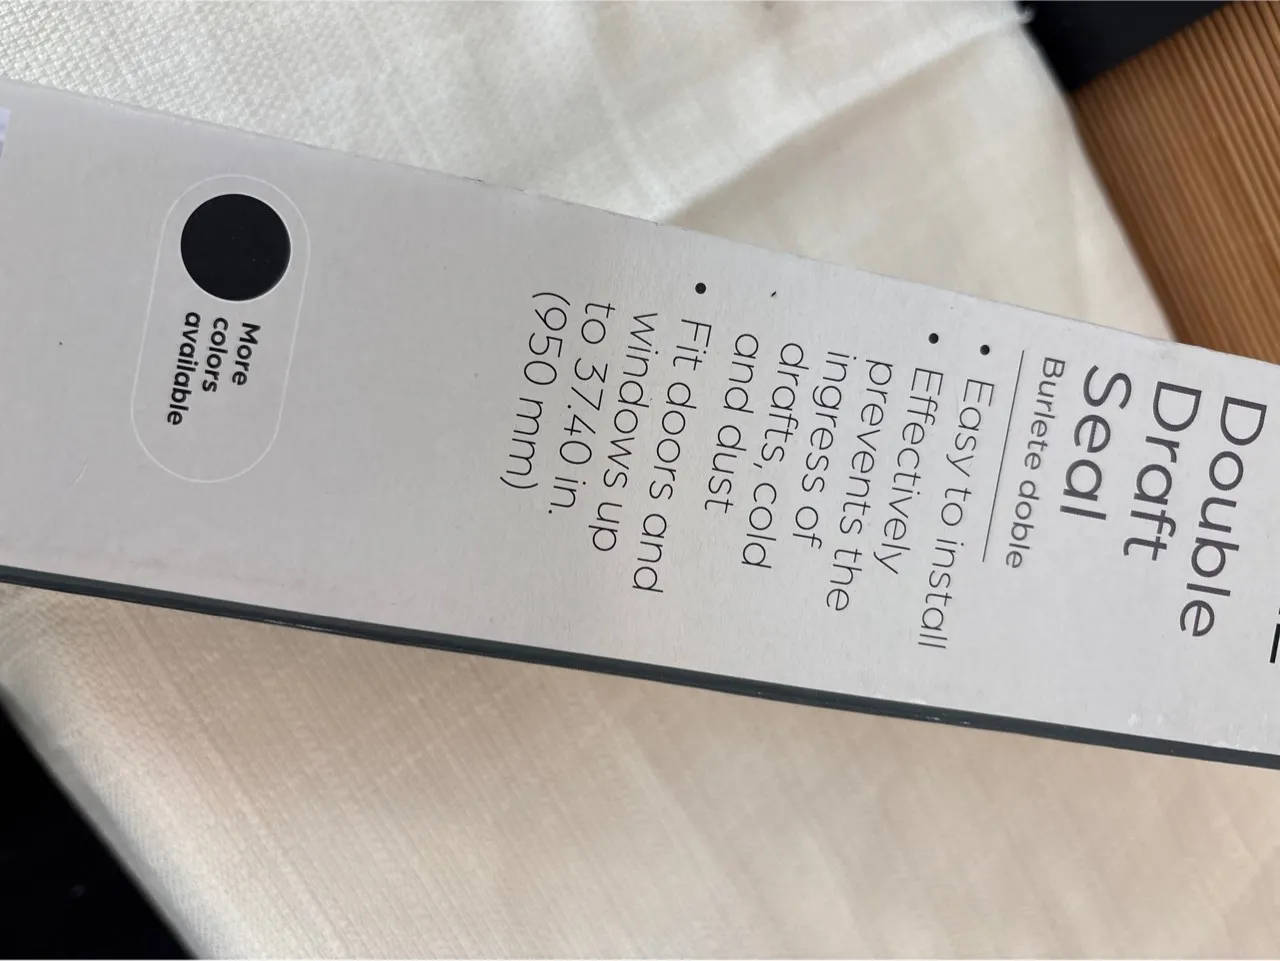 Double
Draft
Seal
Burlete doble
• Easy to install
• Effectively
prevents the
ingress of
drafts, cold
and dust
• Fit doors and
windows up
to 37.40 in.
(950 mm)
More
colors
available